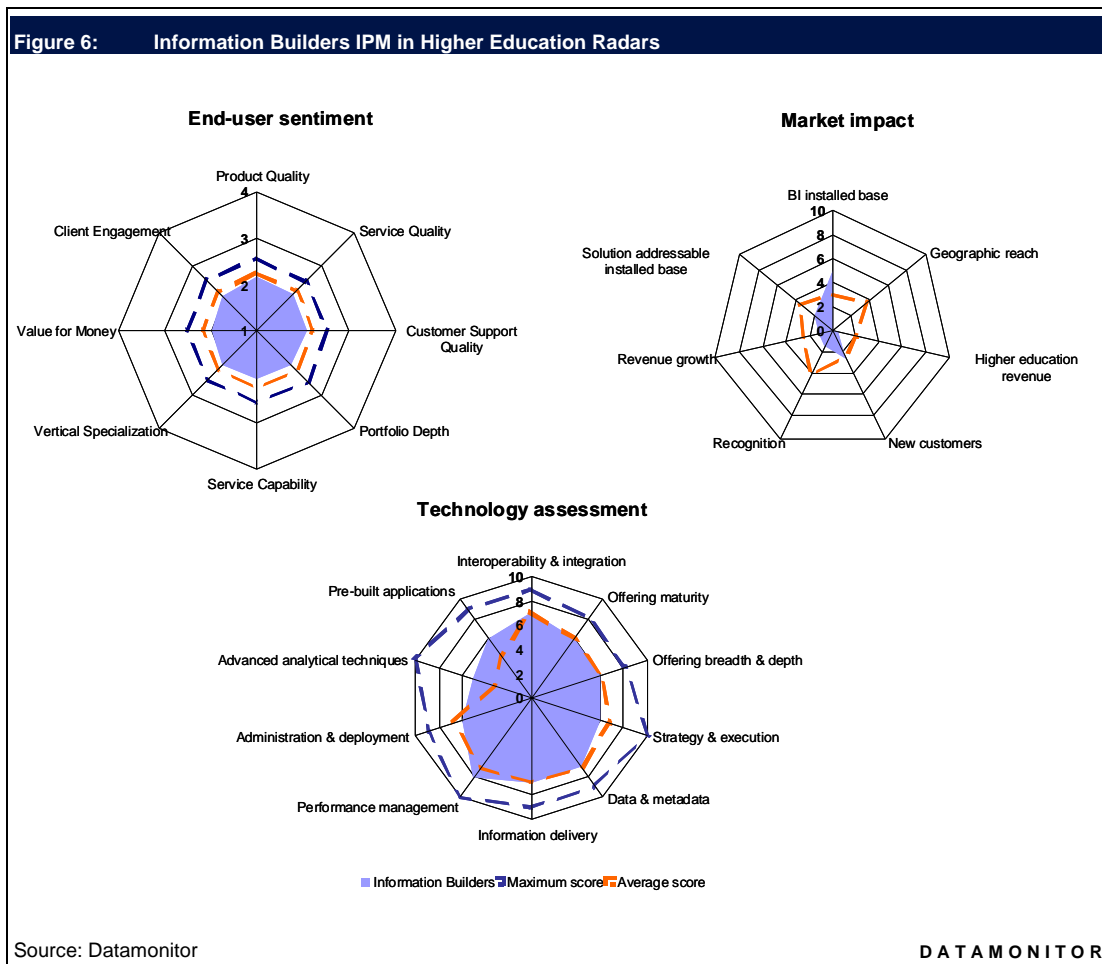 Figure 6: Information Builders IPM in Higher Education Radars
End-user sentiment
Product Quality
Service Quality
Customer Support
Quality
Portfolio Depth
Service Capability
Vertical Specialization
Value for Money
Client Engagement
4
3
2
1
Market impact
BI installed base
Geographic reach
Higher education
revenue
New customers
Recognition
Revenue growth
Solution addressable
installed base
10
8
6
4
2
0
Technology assessment
Interoperability & integration
Offering maturity
Offering breadth & depth
Strategy & execution
Data & metadata
Information delivery
Performance management
Administration & deployment
Advanced analytical techniques
Pre-built applications
10
8
6
4
2
0
Information Builders Maximum score Average score
Source: Datamonitor
DATAMONITOR